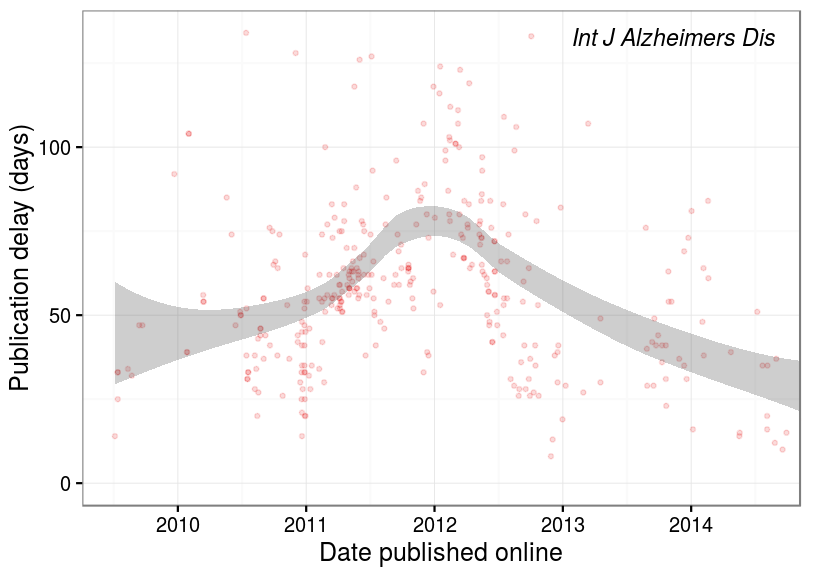 Int J Alzheimers Dis
Publication delay (days)
100
50
0
2010 2011 2012 2013 2014
Date published online